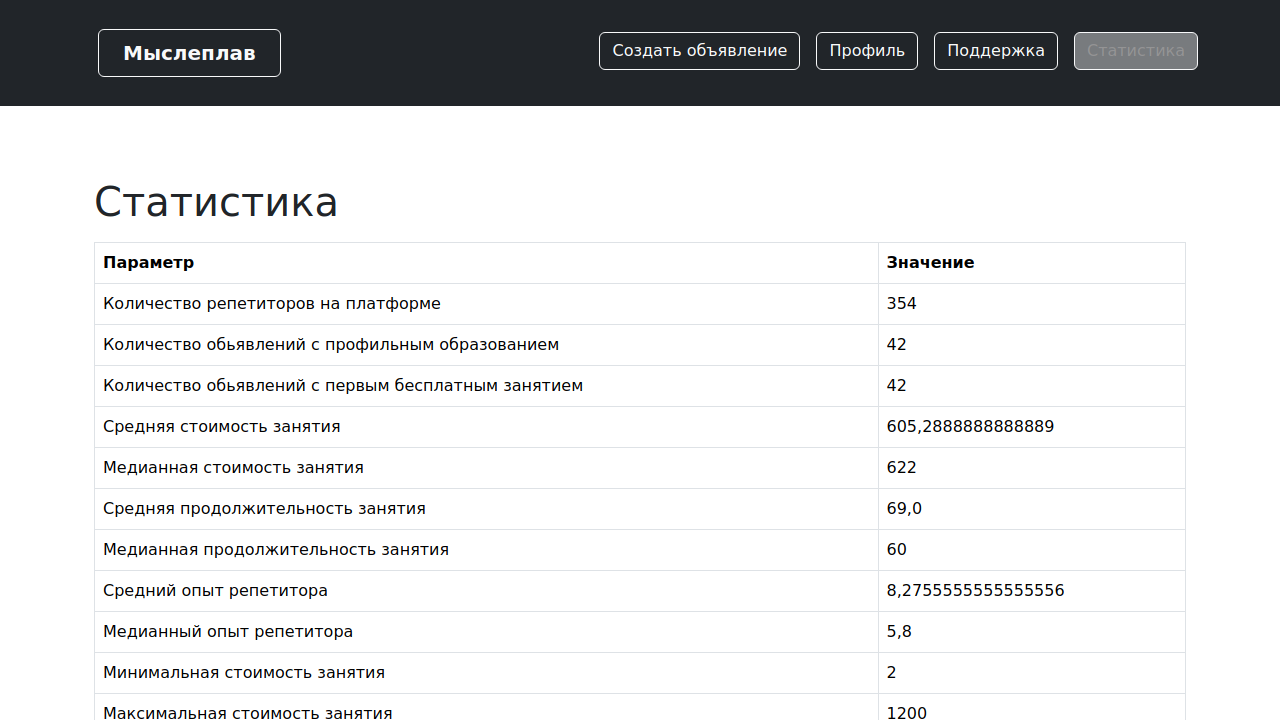 Мыслеплав
Создать объявление Профиль Поддержка Статистика
Статистика
Параметр Значение
Количество репетиторов на платформе 354
Количество обьявлений с профильным образованием 42
Количество обьявлений с первым бесплатным занятием 42
Средняя стоимость занятия 605,2888888888889
Медианная стоимость занятия 622
Средняя продолжительность занятия 69,0
Медианная продолжительность занятия 60
Средний опыт репетитора 8,2755555555555556
Медианный опыт репетитора 5,8
Минимальная стоимость занятия 2
Максимальная стоимость занятия 1200